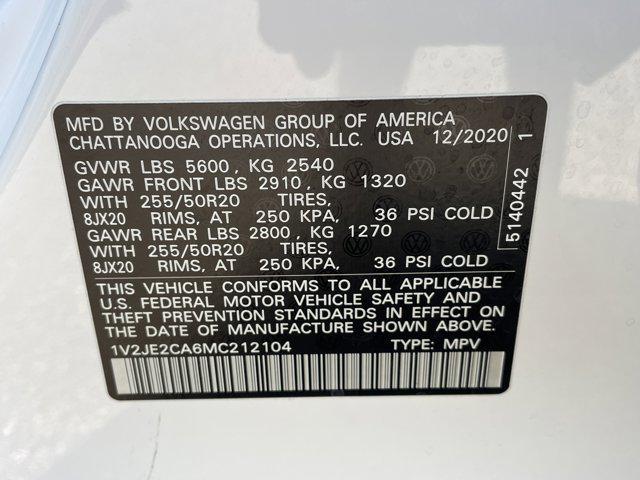 MFD BY VOLKSWAGEN GROUP OF AMERICA
CHATTANOOGA OPERATIONS, LLC. USA 12/2020
GVWR LBS 5600 , KG 2540
GAWR FRONT LBS 2910 , KG 1320
WITH 255/50R20 TIRES,
8JX20 RIMS, AT 250 KPA, 36 PSI COLD
GAWR REAR LBS 2800 , KG 1270
WITH 255/50R20 TIRES,
8JX20 RIMS, AT 250 KPA, 36 PSI COLD
THIS VEHICLE CONFORMS TO ALL APPLICABLE
U.S. FEDERAL MOTOR VEHICLE SAFETY AND
THEFT PREVENTION STANDARDS IN EFFECT ON
THE DATE OF MANUFACTURE SHOWN ABOVE.
1V2JE2CA6MC212104 TYPE: MPV
5140442 1